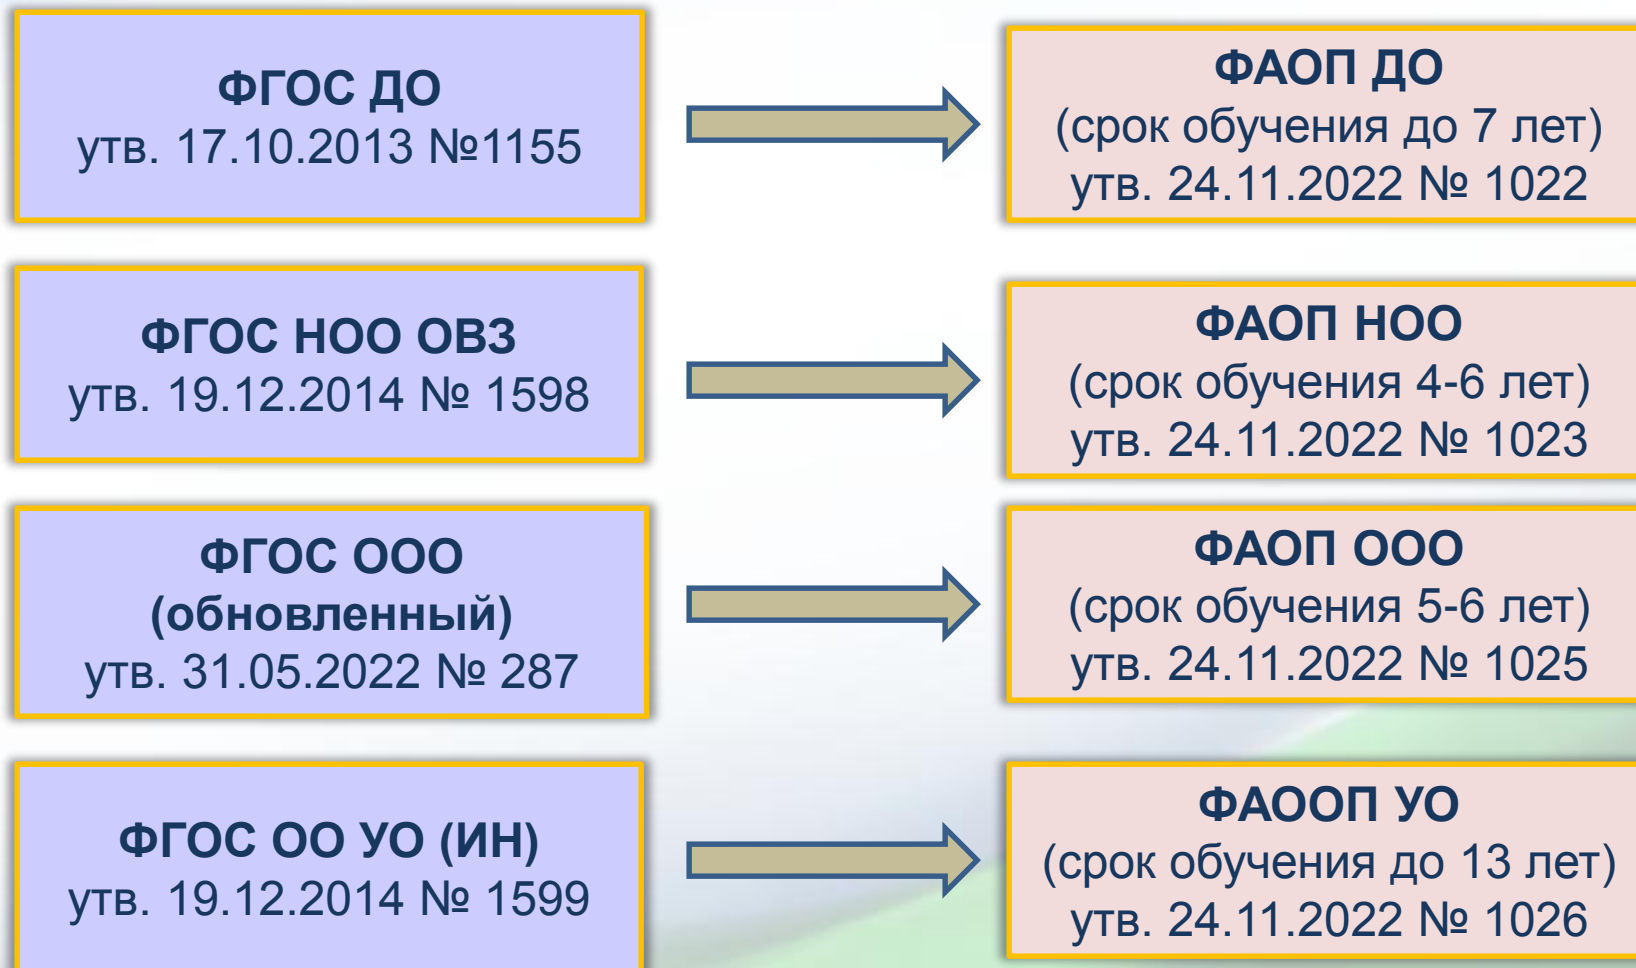 ФГОС ДО
утв. 17.10.2013 №1155
ФАОП ДО
(срок обучения до 7 лет)
утв. 24.11.2022 № 1022
ФГОС НОО ОВЗ
утв. 19.12.2014 № 1598
ФАОП НОО
(срок обучения 4-6 лет)
утв. 24.11.2022 № 1023
ФГОС ООО
(обновленный)
утв. 31.05.2022 № 287
ФАОП ООО
(срок обучения 5-6 лет)
утв. 24.11.2022 № 1025
ФГОС ОО УО (ИН)
утв. 19.12.2014 № 1599
ФАООП УО
(срок обучения до 13 лет)
утв. 24.11.2022 № 1026